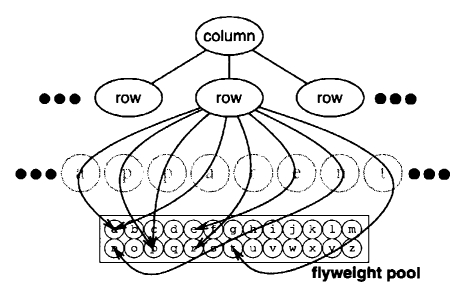 column
row row row
a p p a r e n t
a b c d e f g h i j k l m
n o p q r s t u v w x y z
flyweight pool